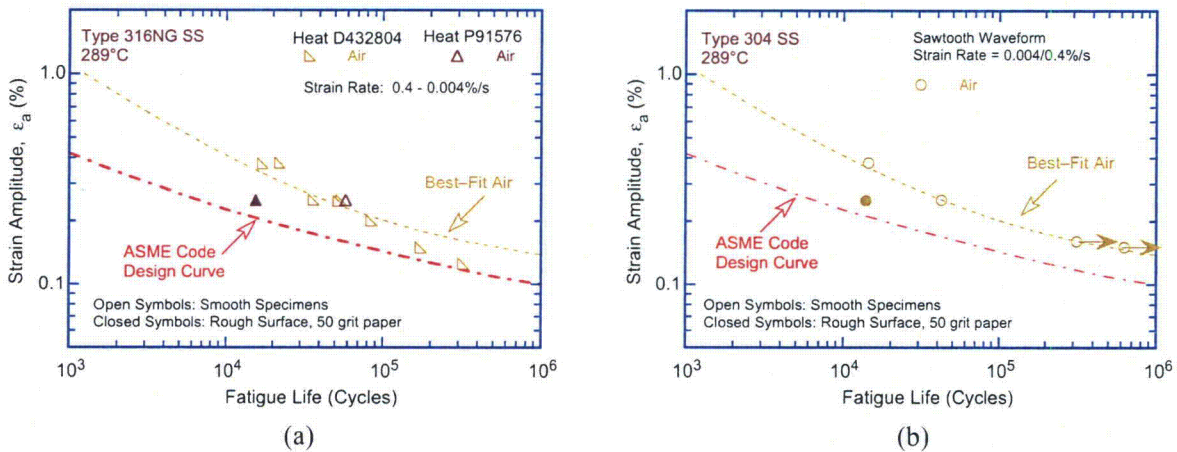 Type 316NG SS
289°C
Heat D432804 Heat P91576
Air Air
Strain Rate: 0.4 - 0.004%/s
Best–Fit Air
ASME Code
Design Curve
Open Symbols: Smooth Specimens
Closed Symbols: Rough Surface, 50 grit paper
1.0
0.1
Strain Amplitude, εa (%)
10³ 10⁴ 10⁵ 10⁶
Fatigue Life (Cycles)
(a)
Type 304 SS
289°C
Sawtooth Waveform
Strain Rate = 0.004/0.4%/s
Air
Best–Fit Air
ASME Code
Design Curve
Open Symbols: Smooth Specimens
Closed Symbols: Rough Surface, 50 grit paper
1.0
0.1
Strain Amplitude, εa (%)
10³ 10⁴ 10⁵ 10⁶
Fatigue Life (Cycles)
(b)